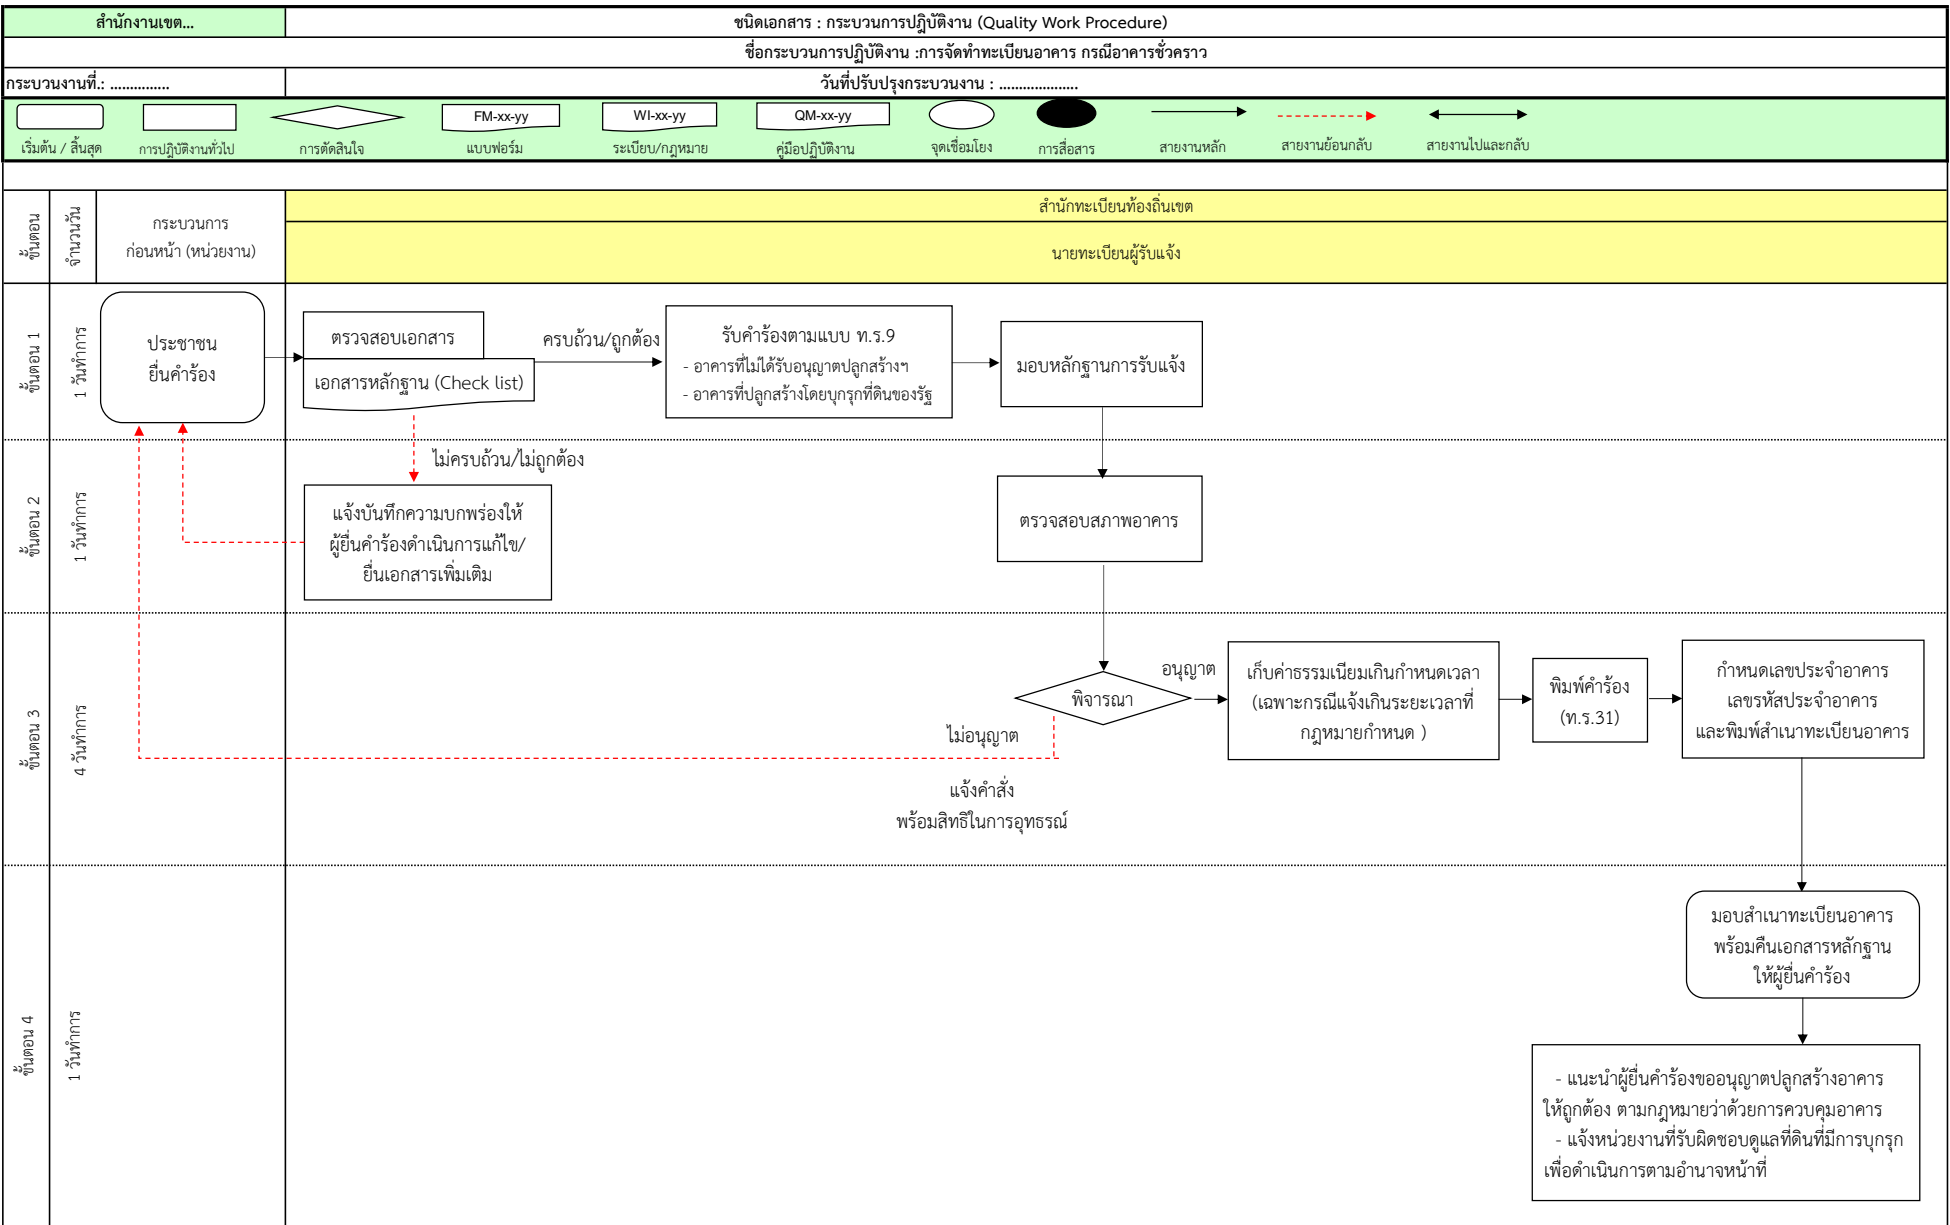 สำนักงานเขต...
ชนิดเอกสาร : กระบวนการปฏิบัติงาน (Quality Work Procedure)
ชื่อกระบวนการปฏิบัติงาน :การจัดทำทะเบียนอาคาร กรณีอาคารชั่วคราว
กระบวนงานที่.: ...............
วันที่ปรับปรุงกระบวนงาน : ....................
FM-xx-yy
WI-xx-yy
QM-xx-yy
เริ่มต้น / สิ้นสุด
การปฏิบัติงานทั่วไป
การตัดสินใจ
แบบฟอร์ม
ระเบียบ/กฎหมาย
คู่มือปฏิบัติงาน
จุดเชื่อมโยง
การสื่อสาร
สายงานหลัก
สายงานย้อนกลับ
สายงานไปและกลับ
ขั้นตอน
จำนวนวัน
กระบวนการ
ก่อนหน้า (หน่วยงาน)
สำนักทะเบียนท้องถิ่นเขต
นายทะเบียนผู้รับแจ้ง
ขั้นตอน 1
1 วันทำการ
ประชาชน
ยื่นคำร้อง
ตรวจสอบเอกสาร
เอกสารหลักฐาน (Check list)
ครบถ้วน/ถูกต้อง
รับคำร้องตามแบบ ท.ร.9
- อาคารที่ไม่ได้รับอนุญาตปลูกสร้างฯ
- อาคารที่ปลูกสร้างโดยบุกรุกที่ดินของรัฐ
มอบหลักฐานการรับแจ้ง
ไม่ครบถ้วน/ไม่ถูกต้อง
ขั้นตอน 2
1 วันทำการ
แจ้งบันทึกความบกพร่องให้
ผู้ยื่นคำร้องดำเนินการแก้ไข/
ยื่นเอกสารเพิ่มเติม
ตรวจสอบสภาพอาคาร
ขั้นตอน 3
4 วันทำการ
พิจารณา
อนุญาต
เก็บค่าธรรมเนียมเกินกำหนดเวลา
(เฉพาะกรณีแจ้งเกินระยะเวลาที่
กฎหมายกำหนด )
พิมพ์คำร้อง
(ท.ร.31)
กำหนดเลขประจำอาคาร
เลขรหัสประจำอาคาร
และพิมพ์สำเนาทะเบียนอาคาร
ไม่อนุญาต
แจ้งคำสั่ง
พร้อมสิทธิในการอุทธรณ์
ขั้นตอน 4
1 วันทำการ
มอบสำเนาทะเบียนอาคาร
พร้อมคืนเอกสารหลักฐาน
ให้ผู้ยื่นคำร้อง
- แนะนำผู้ยื่นคำร้องขออนุญาตปลูกสร้างอาคาร
ให้ถูกต้อง ตามกฎหมายว่าด้วยการควบคุมอาคาร
- แจ้งหน่วยงานที่รับผิดชอบดูแลที่ดินที่มีการบุกรุก
เพื่อดำเนินการตามอำนาจหน้าที่